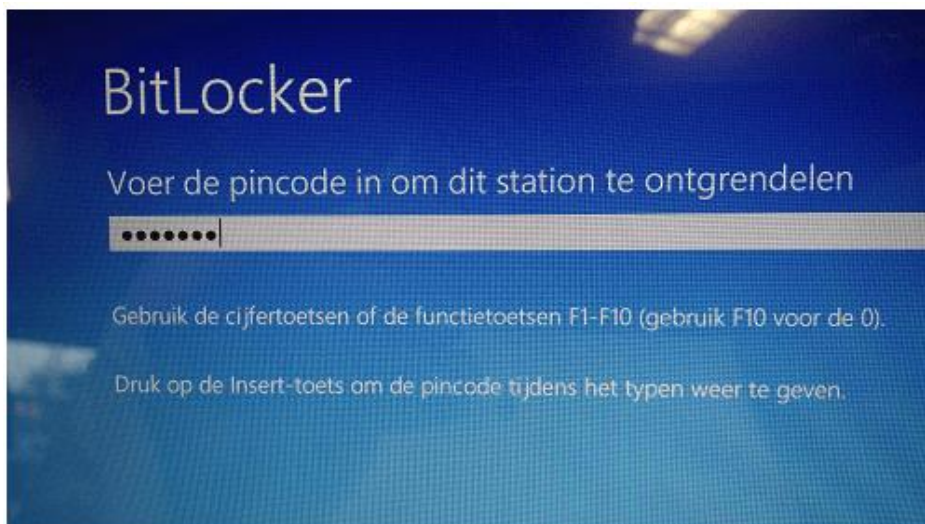 BitLocker
Voer de pincode in om dit station te ontgrendelen
•••••••
Gebruik de cijfertoetsen of de functietoetsen F1-F10 (gebruik F10 voor de 0).
Druk op de Insert-toets om de pincode tijdens het typen weer te geven.